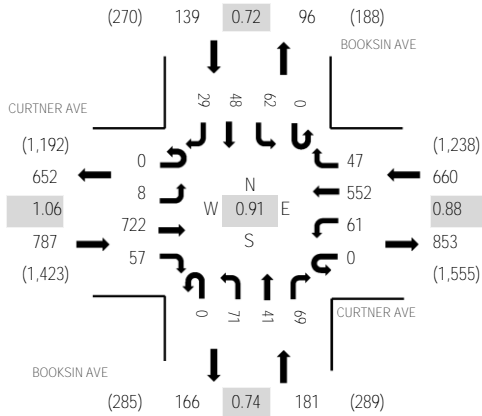 (270) 139 0.72 96 (188)
BOOKSIN AVE
29 48 62 0
CURTNER AVE
(1,192) 0 47 (1,238)
652 8 N 552 660
1.06 722 W 0.91 E 61 0.88
787 57 S 0 853
(1,423) (1,555)
0 71 41 69
CURTNER AVE
BOOKSIN AVE
(285) 166 0.74 181 (289)